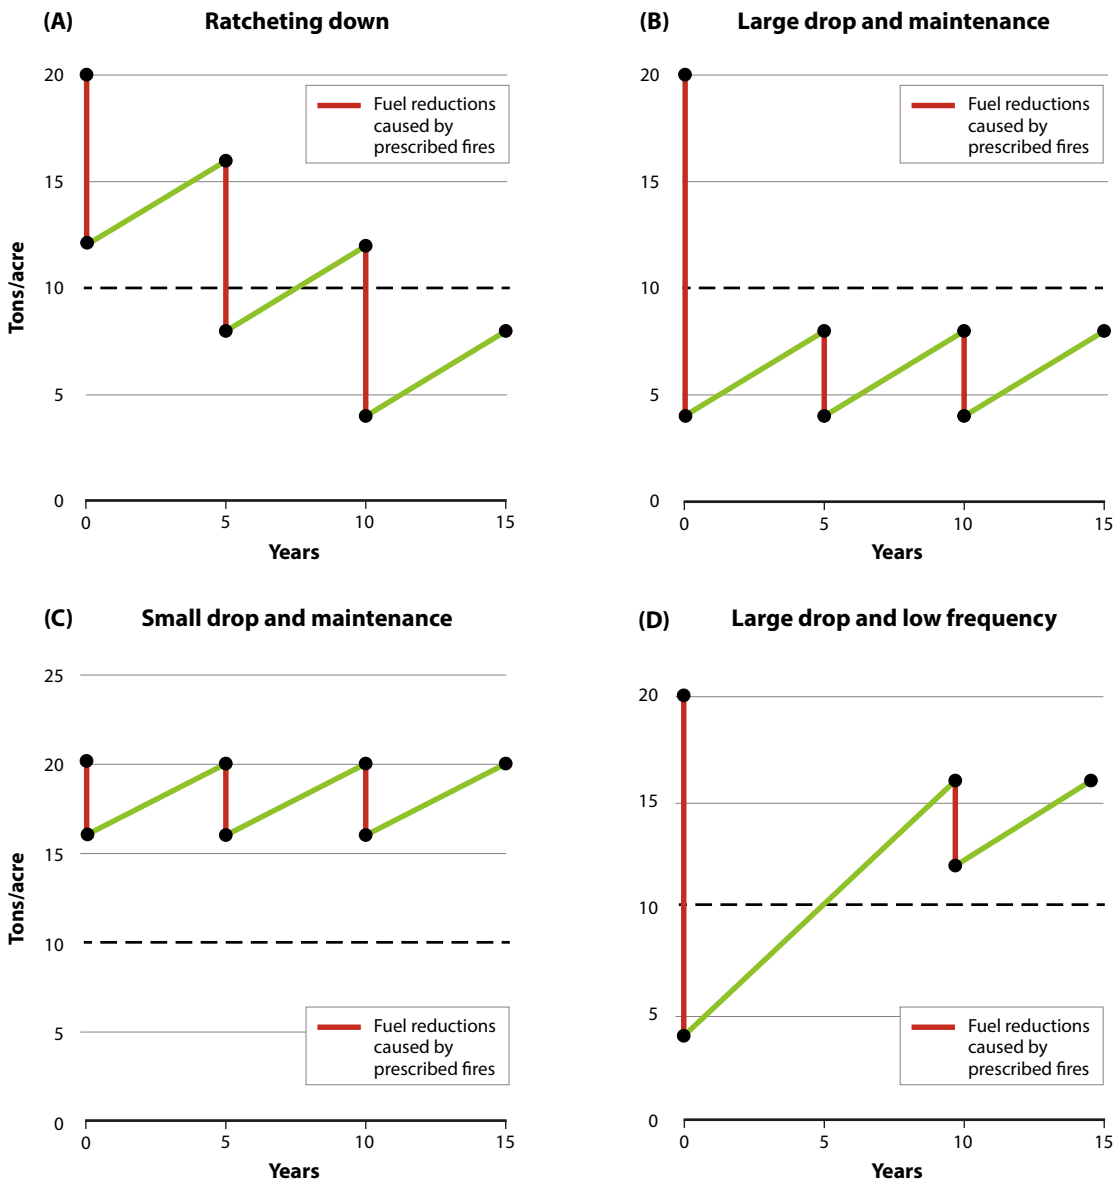 (A) Ratcheting down
20
15
10
5
0
Tons/acre
Fuel reductions
caused by
prescribed fires
0 5 10 15
Years
(B) Large drop and maintenance
20
15
10
5
0
Fuel reductions
caused by
prescribed fires
0 5 10 15
Years
(C) Small drop and maintenance
25
20
15
10
5
0
Tons/acre
Fuel reductions
caused by
prescribed fires
0 5 10 15
Years
(D) Large drop and low frequency
20
15
10
5
0
Fuel reductions
caused by
prescribed fires
0 5 10 15
Years